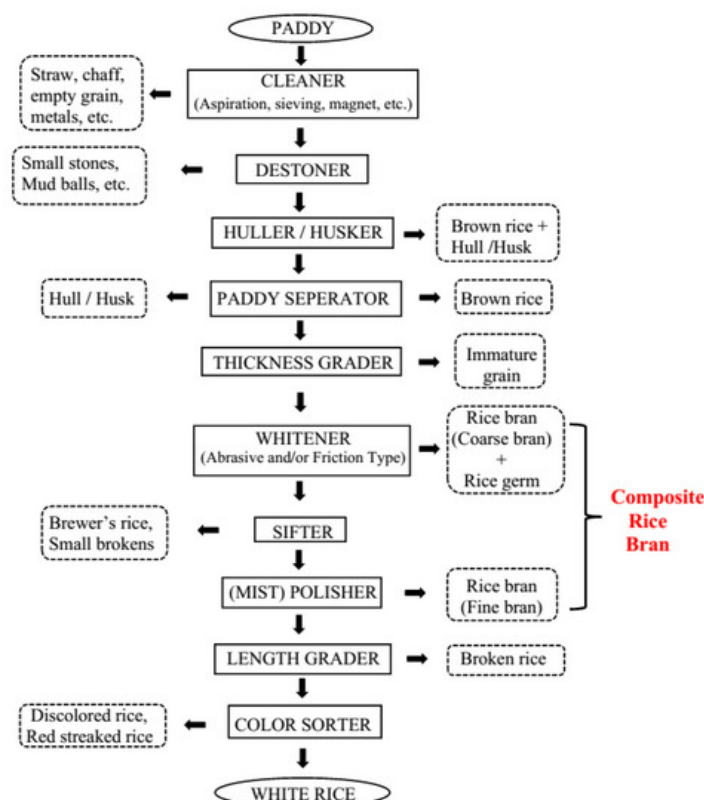 PADDY
Straw, chaff,
empty grain,
metals, etc.
CLEANER
(Aspiration, sieving, magnet, etc.)
Small stones,
Mud balls, etc.
DESTONER
HULLER / HUSKER
Brown rice +
Hull /Husk
Hull / Husk
PADDY SEPERATOR
Brown rice
THICKNESS GRADER
Immature
grain
WHITENER
(Abrasive and/or Friction Type)
Rice bran
(Coarse bran)
+
Rice germ
Composite
Rice
Bran
Brewer's rice,
Small brokens
SIFTER
(MIST) POLISHER
Rice bran
(Fine bran)
LENGTH GRADER
Broken rice
Discolored rice,
Red streaked rice
COLOR SORTER
WHITE RICE